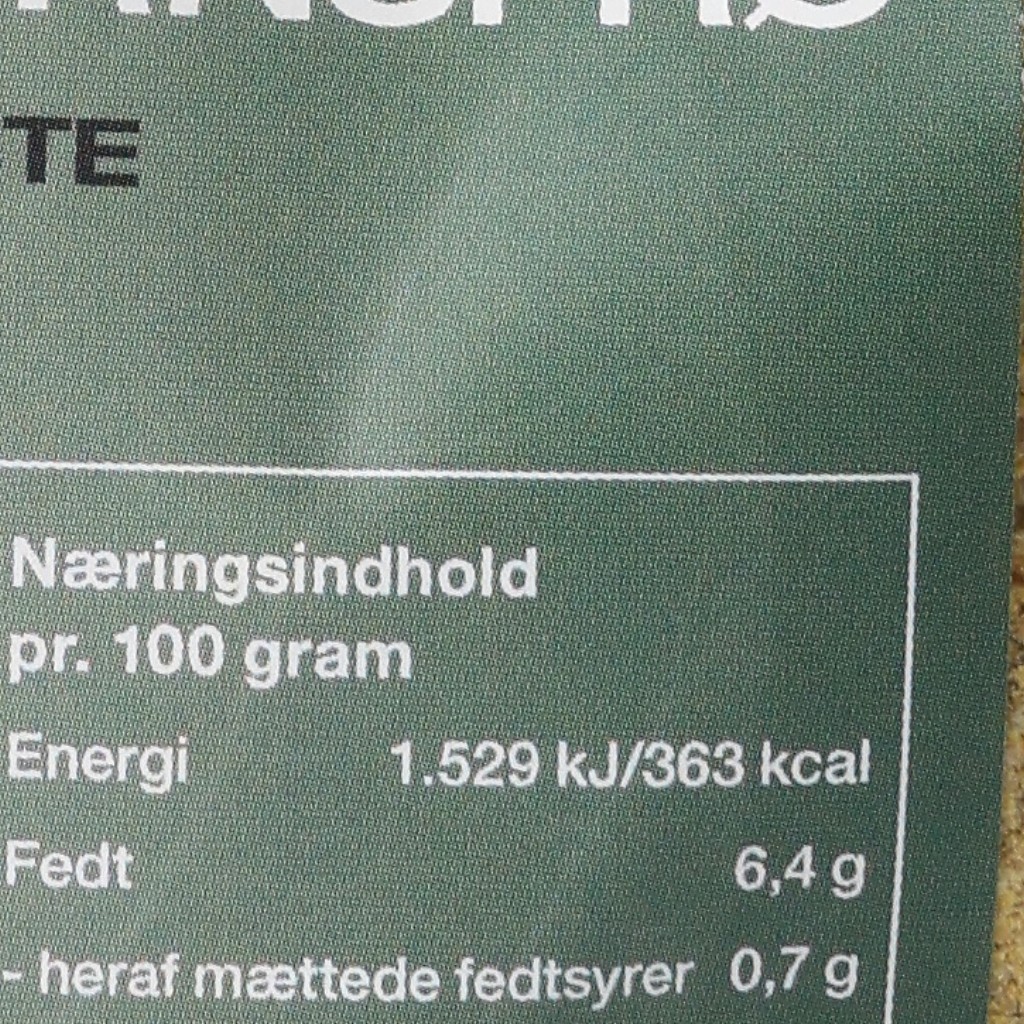 TE
Næringsindhold
pr. 100 gram
Energi 1.529 kJ/363 kcal
Fedt 6,4 g
- heraf mættede fedtsyrer 0,7 g